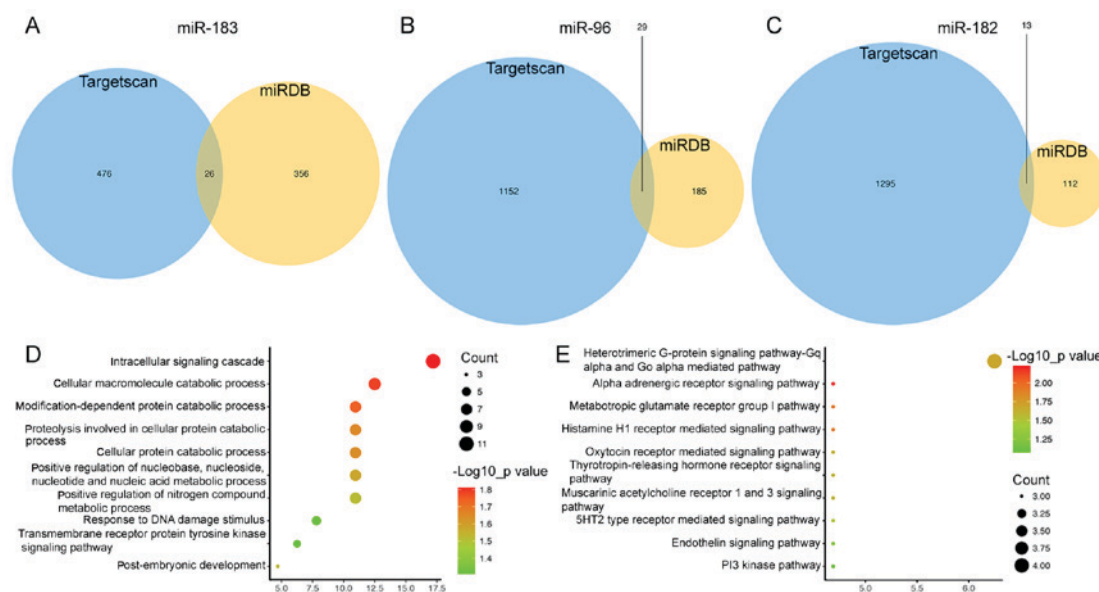 A
miR-183
Targetscan
miRDB
476
26
356
B
miR-96
29
Targetscan
miRDB
1152
185
C
miR-182
13
Targetscan
miRDB
1295
112
D
Intracellular signaling cascade
Cellular macromolecule catabolic process
Modification-dependent protein catabolic process
Proteolysis involved in cellular protein catabolic
process
Cellular protein catabolic process
Positive regulation of nucleobase, nucleoside,
nucleotide and nucleic acid metabolic process
Positive regulation of nitrogen compound
metabolic process
Response to DNA damage stimulus
Transmembrane receptor protein tyrosine kinase
signaling pathway
Post-embryonic development
5.0 7.5 10.0 12.5 15.0 17.5
Count
3
5
7
9
11
-Log10_p value
1.8
1.7
1.6
1.5
1.4
E
Heterotrimeric G-protein signaling pathway-Gq
alpha and Go alpha mediated pathway
Alpha adrenergic receptor signaling pathway
Metabotropic glutamate receptor group I pathway
Histamine H1 receptor mediated signaling pathway
Oxytocin receptor mediated signaling pathway
Thyrotropin-releasing hormone receptor signaling
pathway
Muscarinic acetylcholine receptor 1 and 3 signaling
pathway
5HT2 type receptor mediated signaling pathway
Endothelin signaling pathway
PI3 kinase pathway
5.0 5.5 6.0
-Log10_p value
2.00
1.75
1.50
1.25
Count
3.00
3.25
3.50
3.75
4.00